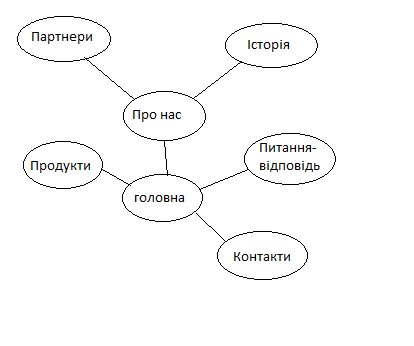 Партнери
Історія
Про нас
Продукти
Питання-
відповідь
головна
Контакти